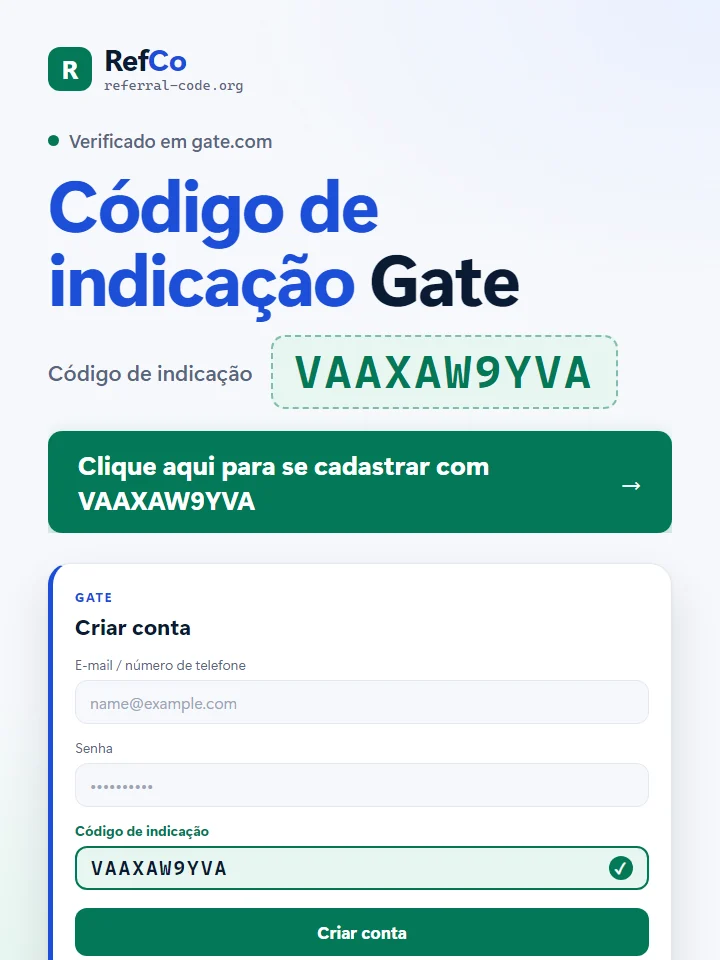 R
RefCo
referral-code.org
Verificado em gate.com
Código de
indicação Gate
Código de indicação
VAAXAW9YVA
Clique aqui para se cadastrar com
VAAXAW9YVA
→
GATE
Criar conta
E-mail / número de telefone
name@example.com
Senha
••••••••••
Código de indicação
VAAXAW9YVA
Criar conta